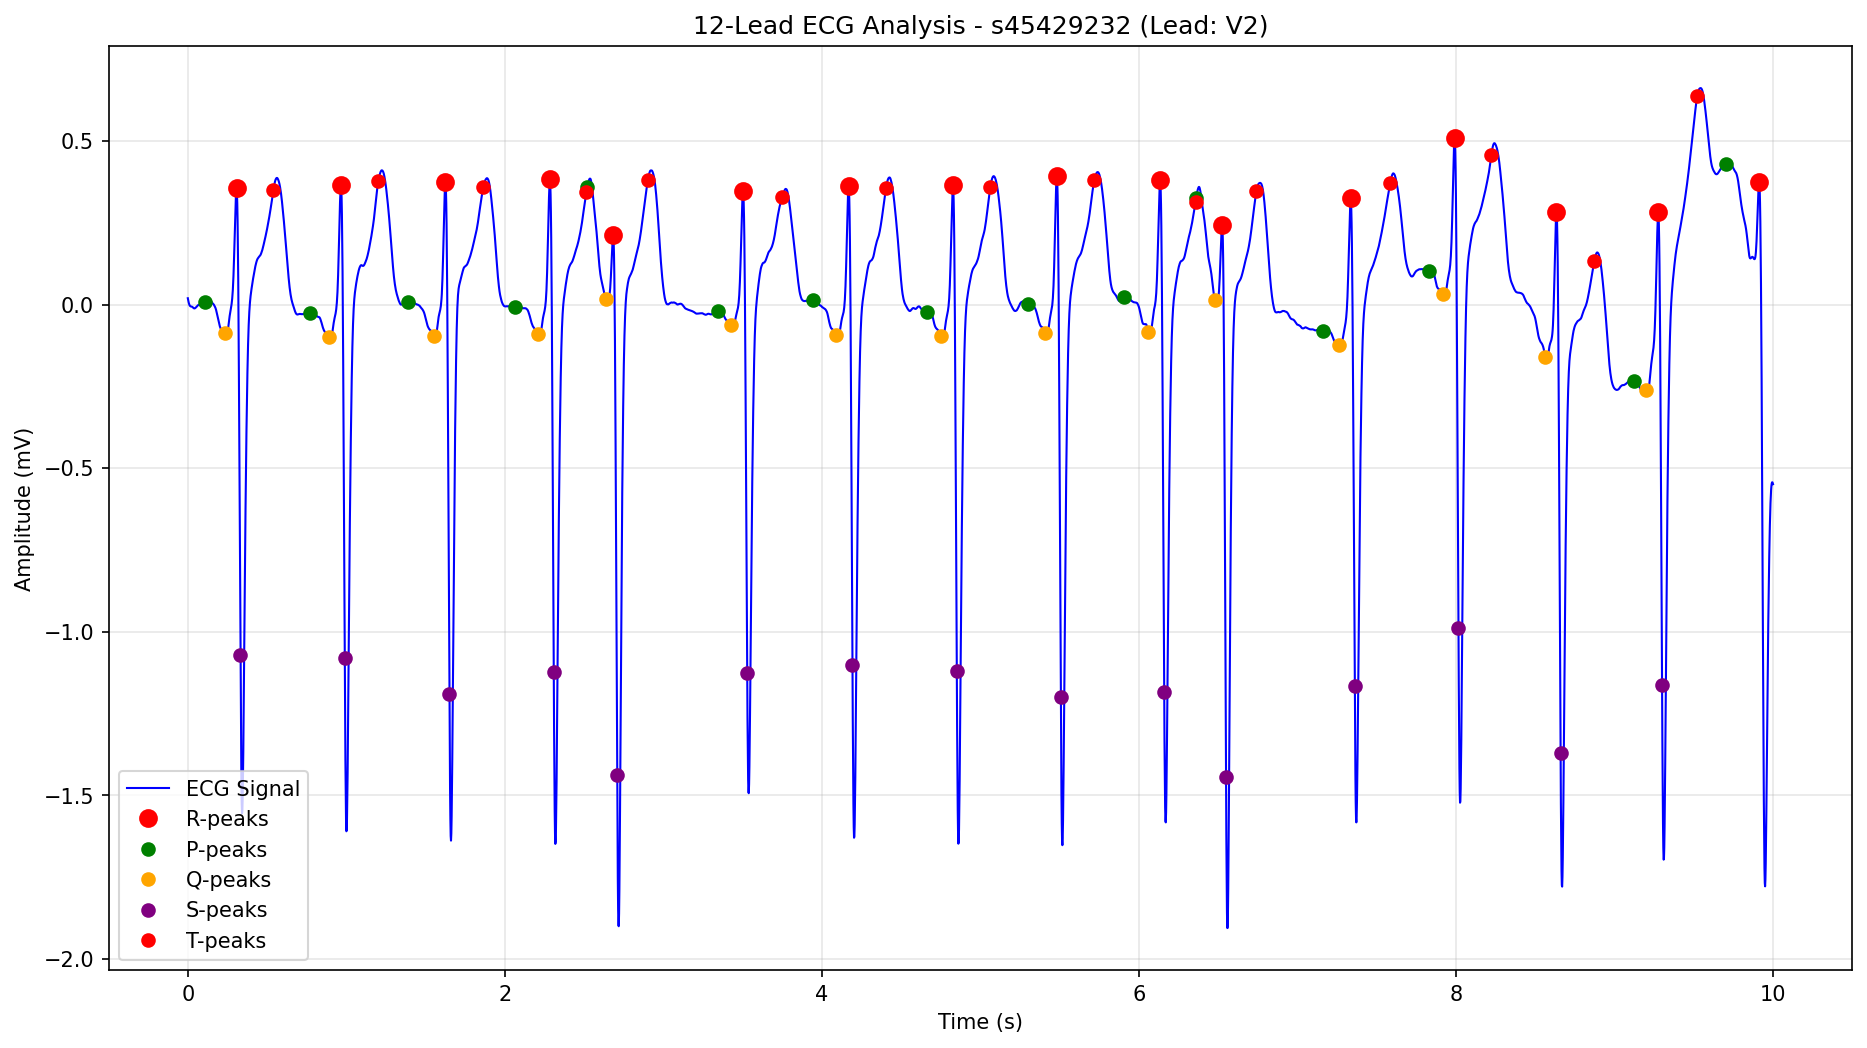 12-Lead ECG Analysis - s45429232 (Lead: V2)
Amplitude (mV)
0.5
0.0
−0.5
−1.0
−1.5
−2.0
ECG Signal
R-peaks
P-peaks
Q-peaks
S-peaks
T-peaks
0 2 4 6 8 10
Time (s)